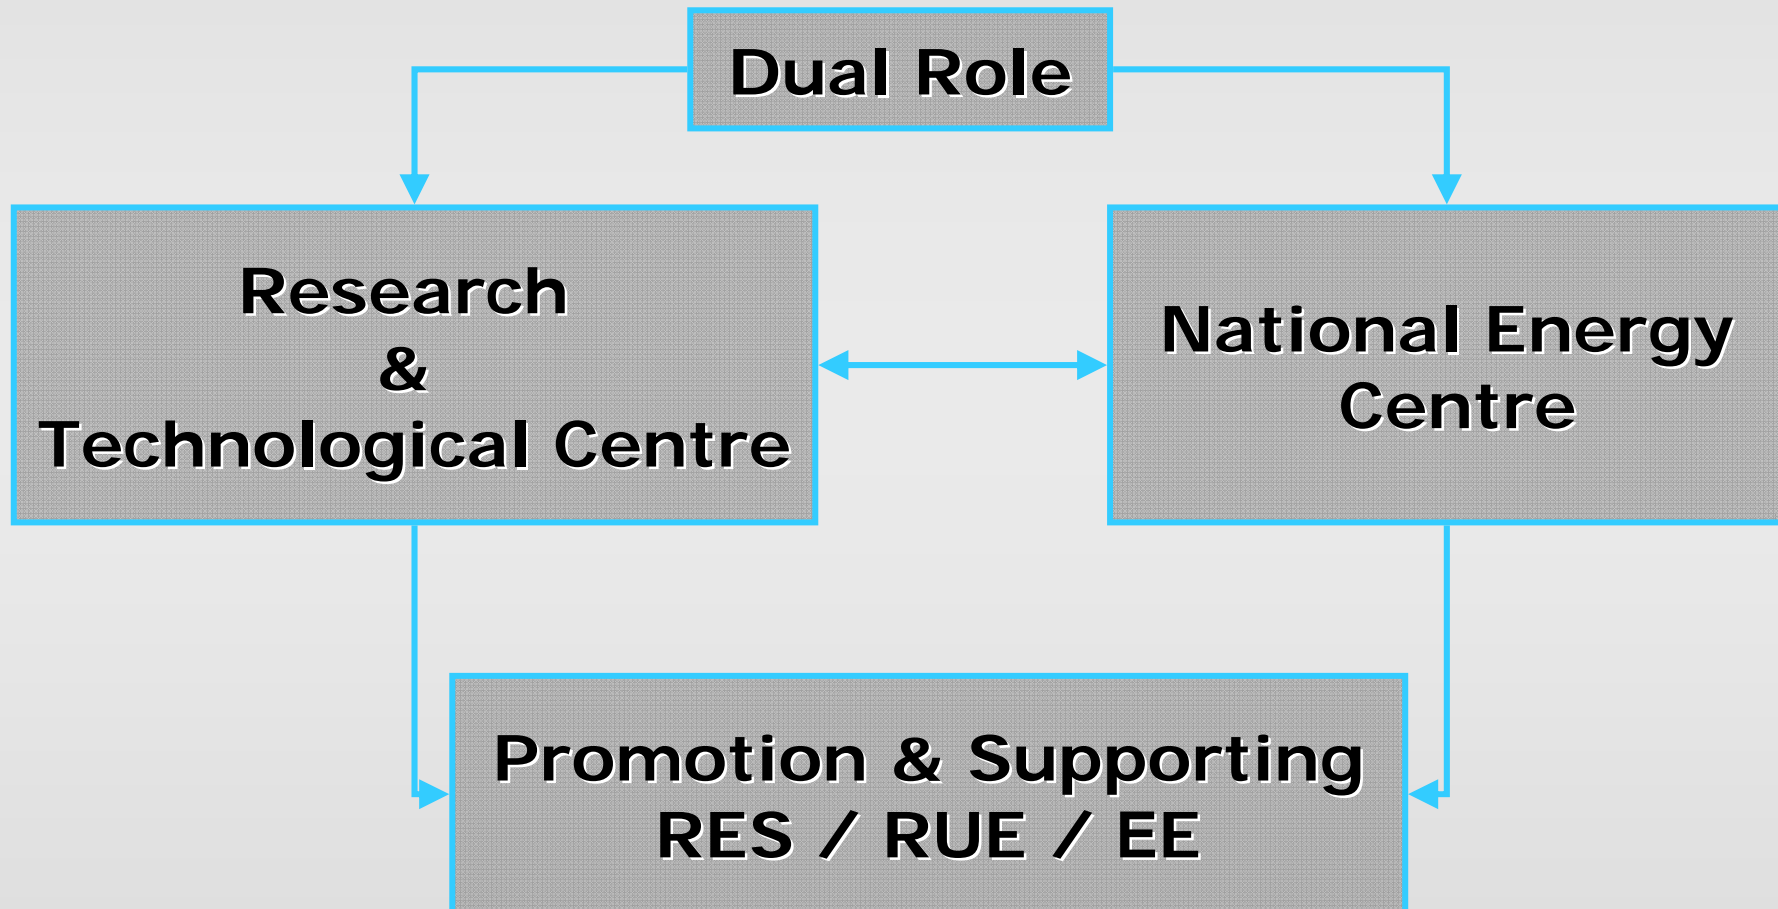 Dual Role
Research
&
Technological Centre
National Energy
Centre
Promotion & Supporting
RES / RUE / EE